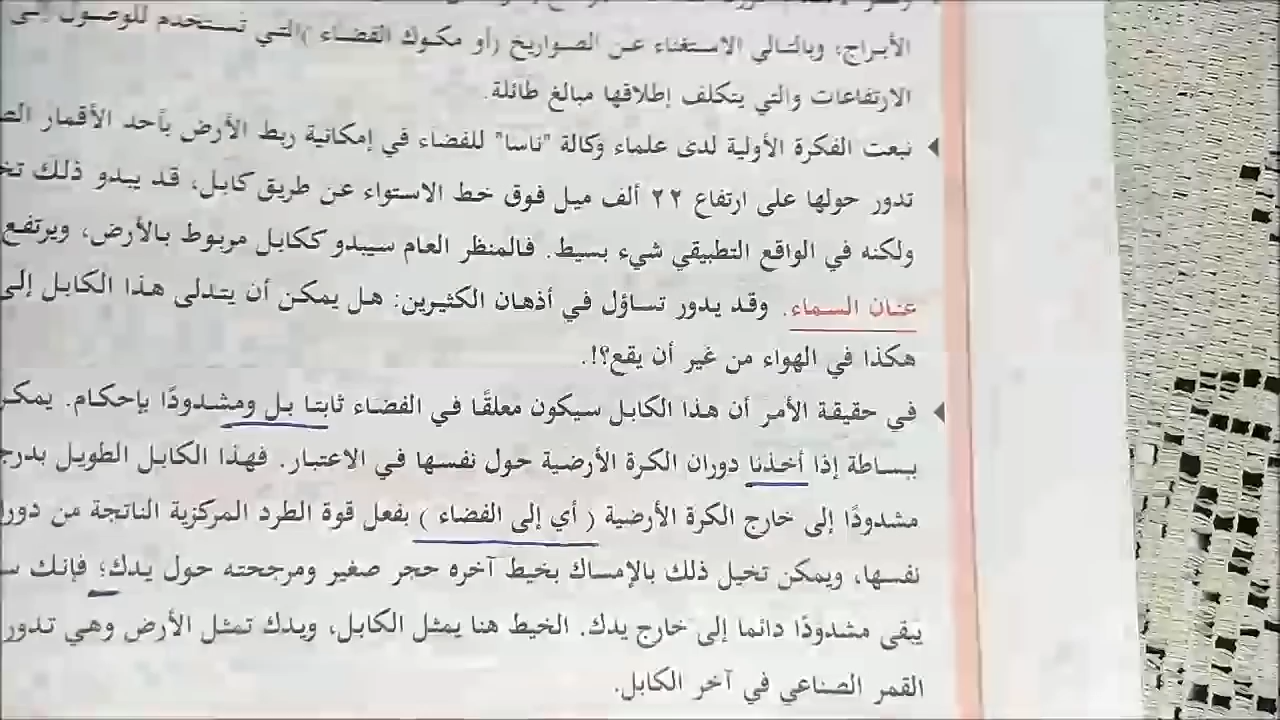 الأبراج، وبالتالي الاستغناء عن الصواريخ (أو مكوك الفضاء )التي تستخدم للوصول إلى
الارتفاعات والتي يتكلف إطلاقها مبالغ طائلة.
نبعت الفكرة الأولية لدى علماء وكالة "ناسا" للفضاء في إمكانية ربط الأرض بأحد الأقمار
تدور حولها على ارتفاع ٢٢ ألف ميل فوق خط الاستواء عن طريق كابل، قد يبدو ذلك
ولكنه في الواقع التطبيقي شيء بسيط. فالمنظر العام سيبدو ككابل مربوط بالأرض، ويرتفع
عنان السماء. وقد يدور تساؤل في أذهان الكثيرين: هل يمكن أن يتدلى هذا الكابل إلى
هكذا في الهواء من غير أن يقع؟!.
في حقيقة الأمر أن هذا الكابل سيكون معلقًا في الفضاء ثابتا بل ومشدودًا بإحكام.
ببساطة إذا أخذنا دوران الكرة الأرضية حول نفسها في الاعتبار. فهذا الكابل الطويل
مشدودًا إلى خارج الكرة الأرضية ( أي إلى الفضاء ) بفعل قوة الطرد المركزية الناتجة من
نفسها، ويمكن تخيل ذلك بالإمساك بخيط آخره حجر صغير ومرجحته حول يدك؛ فإنك
يبقى مشدودًا دائما إلى خارج يدك. الخيط هنا يمثل الكابل، ويدك تمثل الأرض وهي تدور
القمر الصناعي في آخر الكابل.